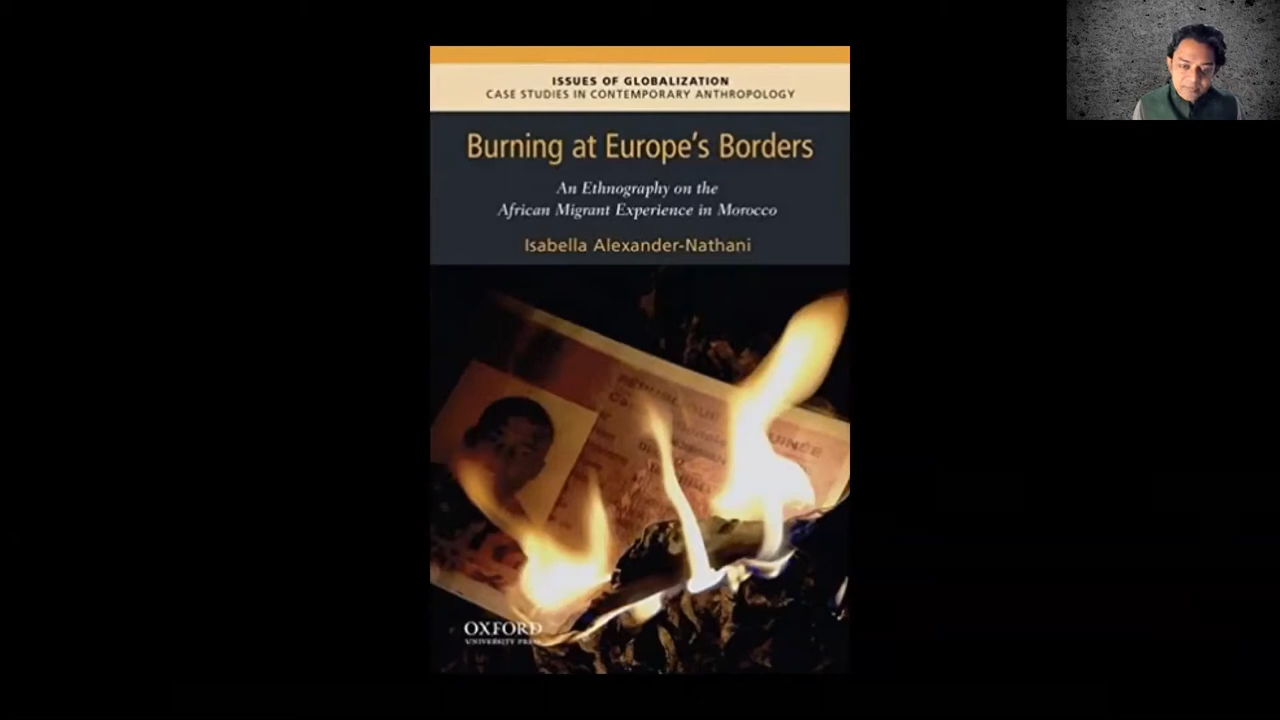 ISSUES OF GLOBALIZATION
CASE STUDIES IN CONTEMPORARY ANTHROPOLOGY
Burning at Europe's Borders
An Ethnography on the
African Migrant Experience in Morocco
Isabella Alexander-Nathani
OXFORD
UNIVERSITY PRESS